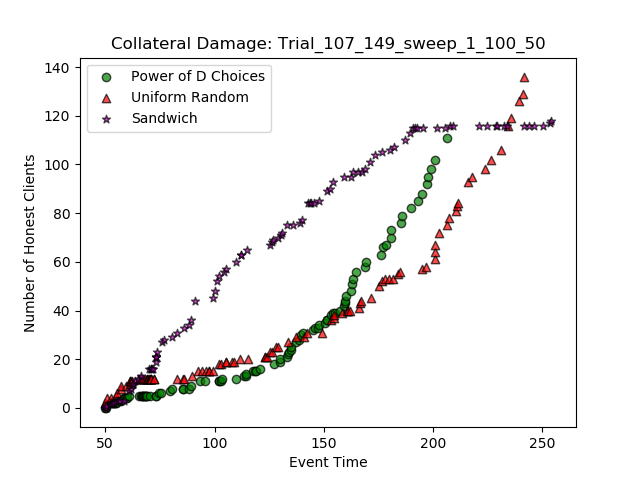 Collateral Damage: Trial_107_149_sweep_1_100_50
Number of Honest Clients
140
120
100
80
60
40
20
0
Power of D Choices
Uniform Random
Sandwich
50 100 150 200 250
Event Time